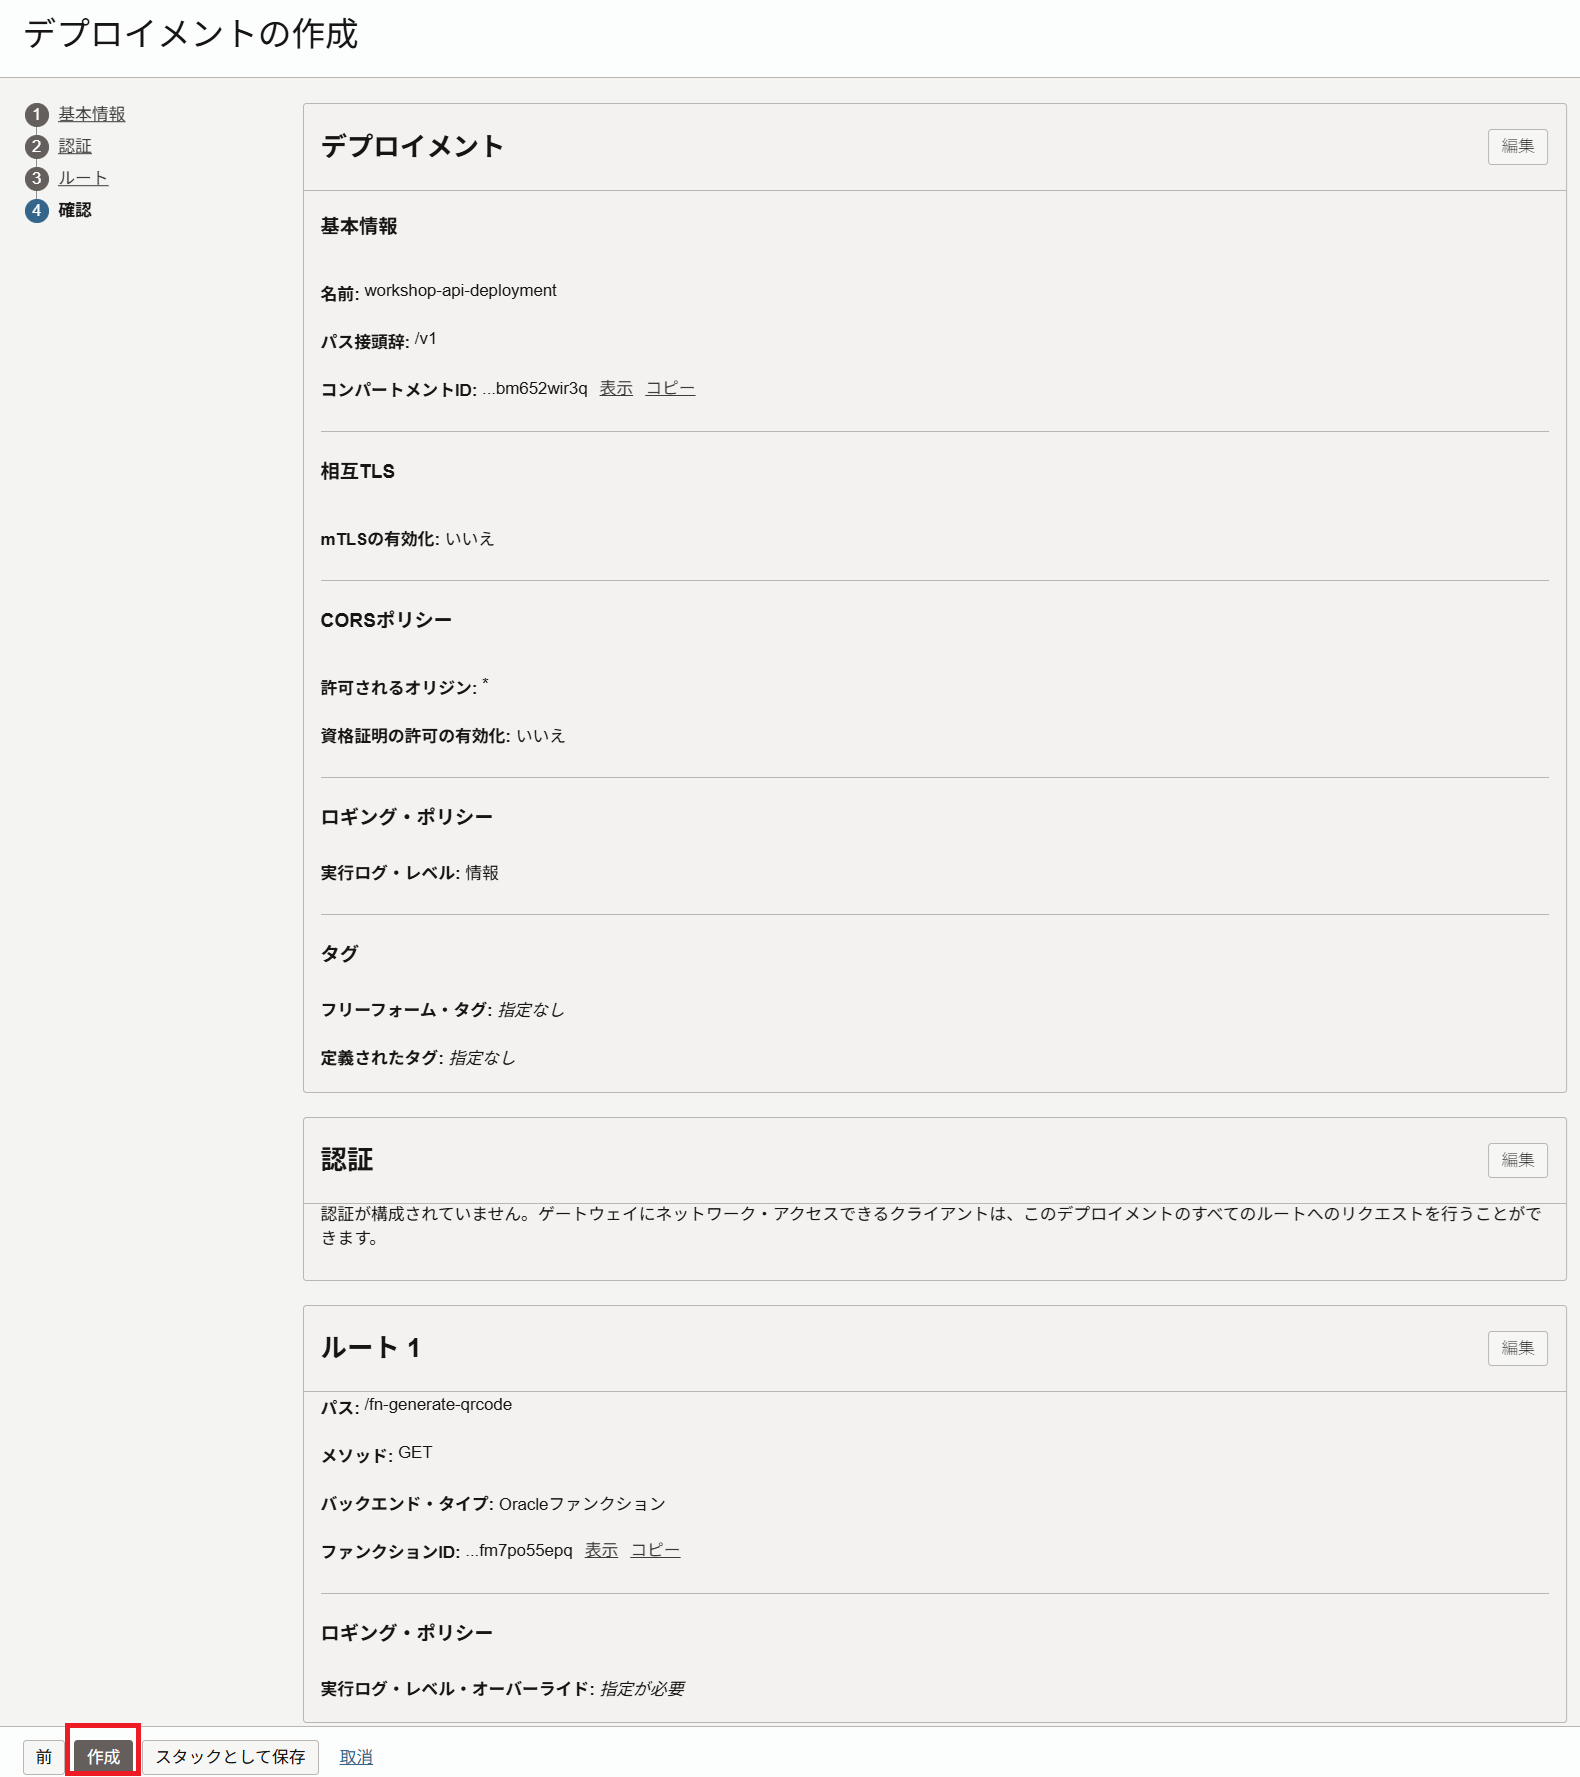 デプロイメントの作成
1 基本情報
2 認証
3 ルート
4 確認
デプロイメント
編集
基本情報
名前: workshop-api-deployment
パス接頭辞: /v1
コンパートメントID: ...bm652wir3q 表示 コピー
相互TLS
mTLSの有効化: いいえ
CORSポリシー
許可されるオリジン: *
資格証明の許可の有効化: いいえ
ロギング・ポリシー
実行ログ・レベル: 情報
タグ
フリーフォーム・タグ: 指定なし
定義されたタグ: 指定なし
認証
編集
認証が構成されていません。ゲートウェイにネットワーク・アクセスできるクライアントは、このデプロイメントのすべてのルートへのリクエストを行うことがで
きます。
ルート 1
編集
パス: /fn-generate-qrcode
メソッド: GET
バックエンド・タイプ: Oracleファンクション
ファンクションID: ...fm7po55epq 表示 コピー
ロギング・ポリシー
実行ログ・レベル・オーバーライド: 指定が必要
前 作成 スタックとして保存 取消